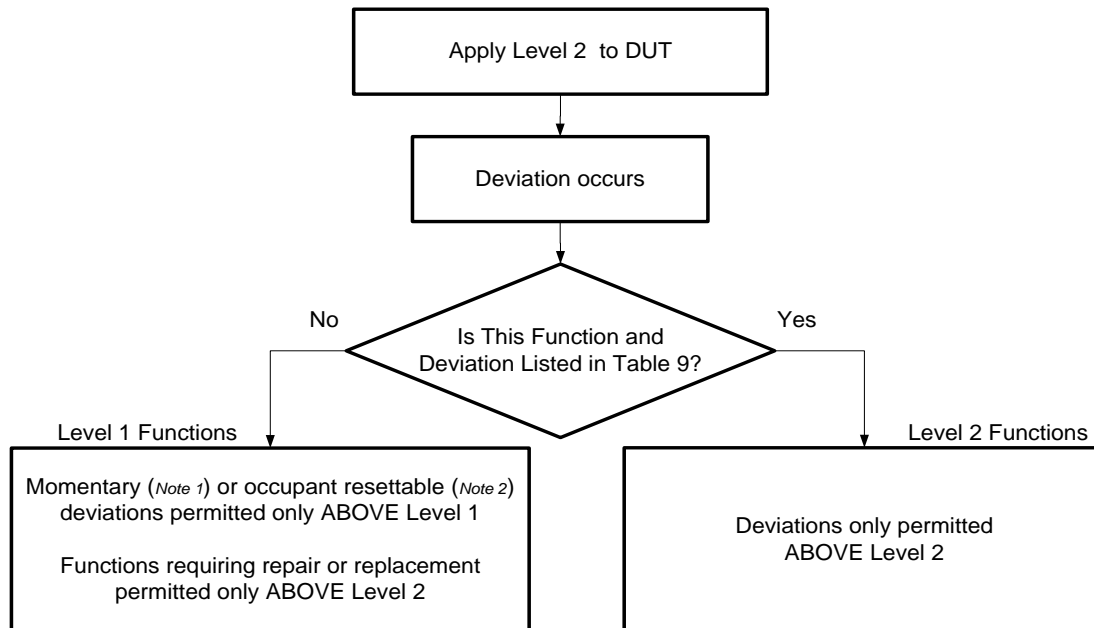 Apply Level 2 to DUT
Deviation occurs
No
Yes
Is This Function and
Deviation Listed in Table 9?
Level 1 Functions
Level 2 Functions
Momentary (Note 1) or occupant resettable (Note 2)
deviations permitted only ABOVE Level 1
Functions requiring repair or replacement
permitted only ABOVE Level 2
Deviations only permitted
ABOVE Level 2